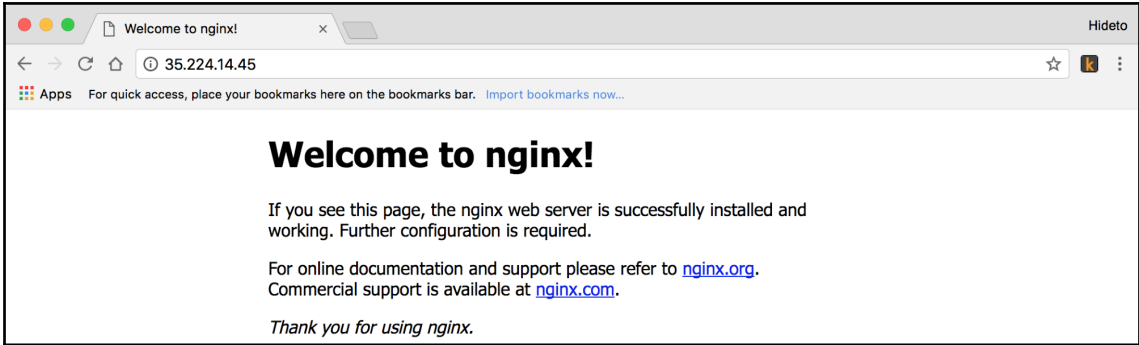 Welcome to nginx!
Hideto
35.224.14.45
k
Apps For quick access, place your bookmarks here on the bookmarks bar. Import bookmarks now...
Welcome to nginx!
If you see this page, the nginx web server is successfully installed and
working. Further configuration is required.
For online documentation and support please refer to nginx.org.
Commercial support is available at nginx.com.
Thank you for using nginx.